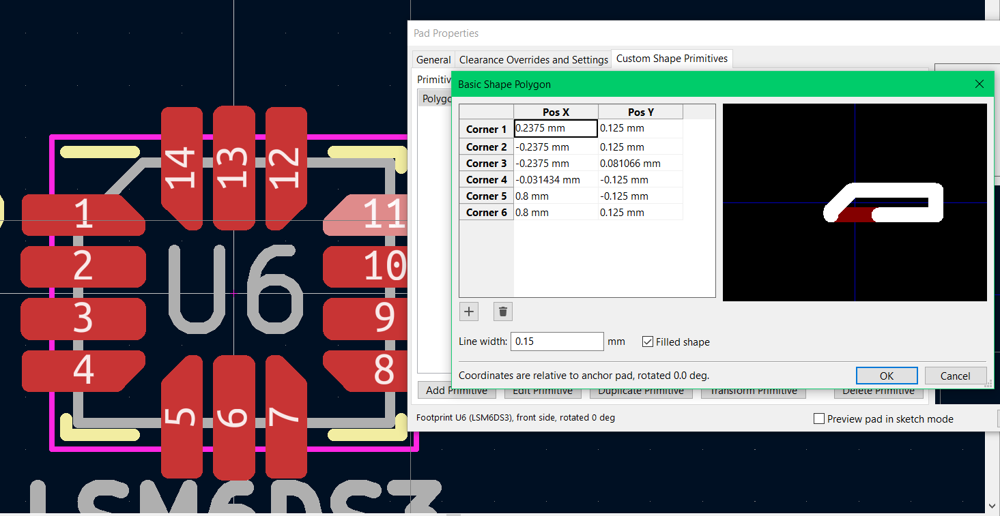 Pad Properties
General Clearance Overrides and Settings Custom Shape Primitives
Primitiv
Basic Shape Polygon
Polygo
Pos X Pos Y
Corner 1 0.2375 mm 0.125 mm
Corner 2 -0.2375 mm 0.125 mm
Corner 3 -0.2375 mm 0.081066 mm
Corner 4 -0.031434 mm -0.125 mm
Corner 5 0.8 mm -0.125 mm
Corner 6 0.8 mm 0.125 mm
Line width: 0.15 mm Filled shape
Coordinates are relative to anchor pad, rotated 0.0 deg.
OK Cancel
Add Primitive Edit Primitive Duplicate Primitive Transform Primitive Delete Primitive
Footprint U6 (LSM6DS3), front side, rotated 0 deg
Preview pad in sketch mode
14 13 12
1 11
2 U6 10
3 9
4 8
5 6 7
LSM6DS3